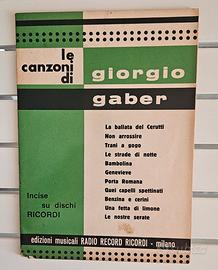 le
canzoni
di
giorgio
gaber
La ballata del Cerutti
Non arrossire
Trani a gogo
Le strade di notte
Bambolina
Genevieve
Porta Romana
Quei capelli spettinati
Benzina e cerini
Una fetta di limone
Le nostre serate
Incise
su dischi
RICORDI
edizioni musicali RADIO RECORD RICORDI - milano